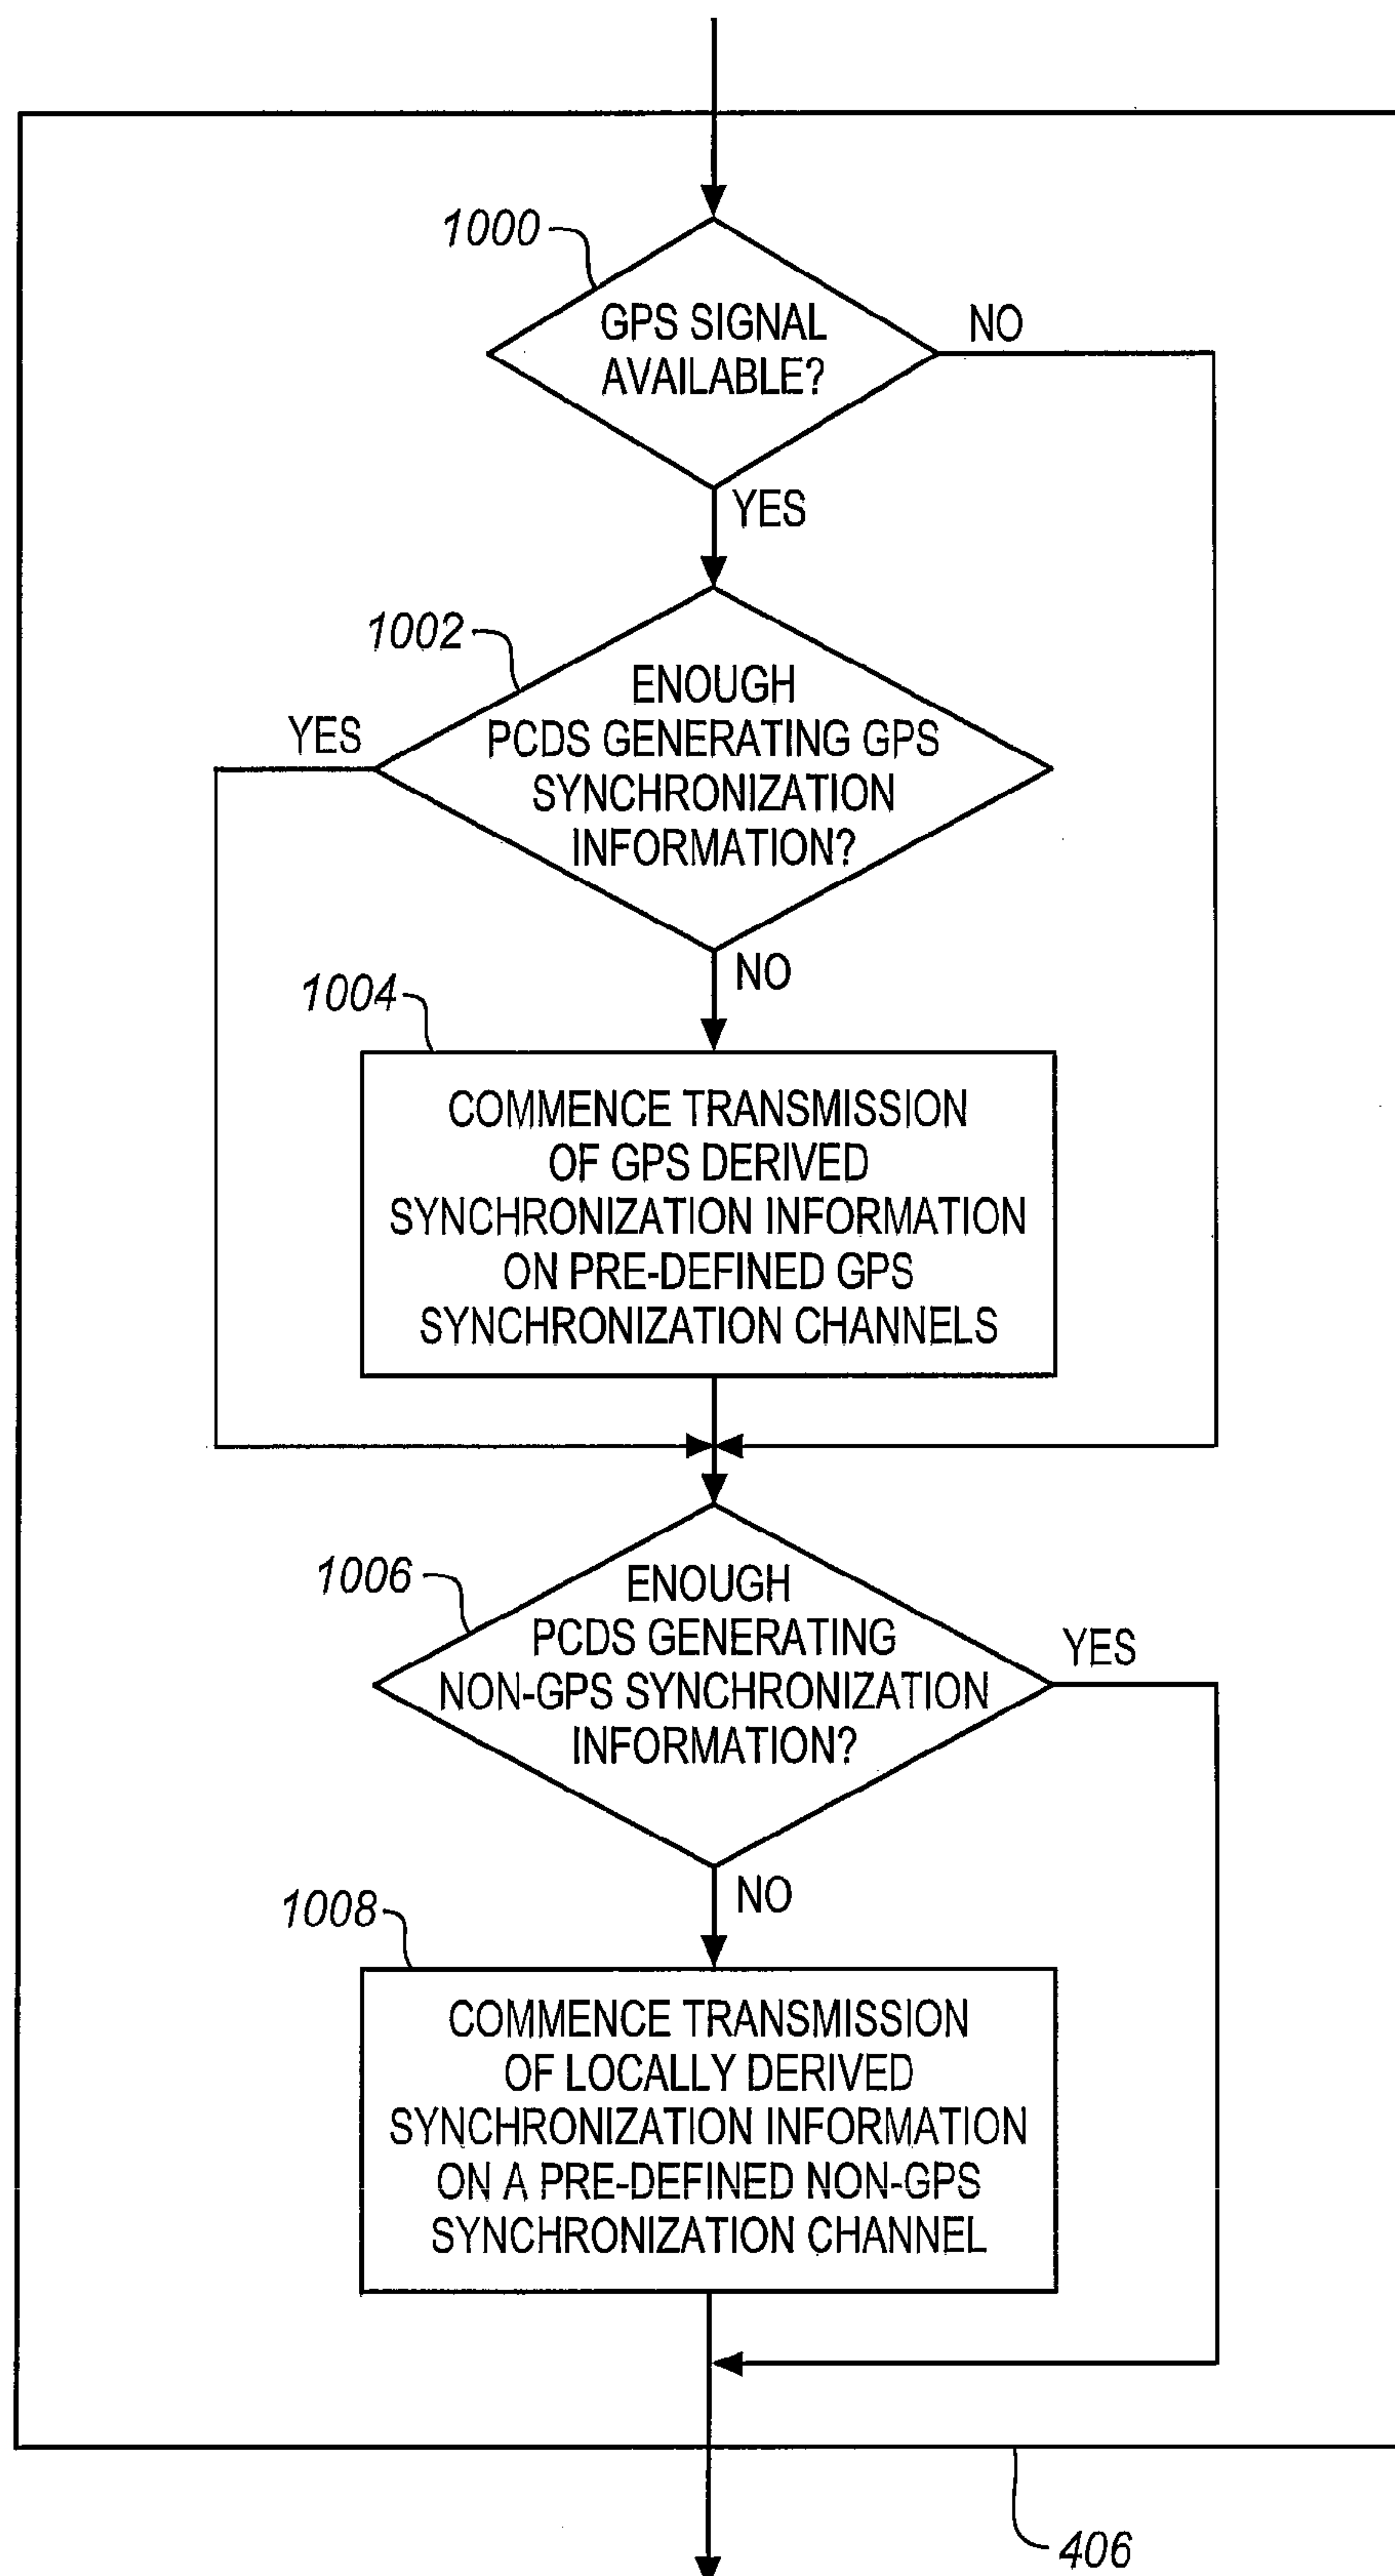 1000
GPS SIGNAL
AVAILABLE?
NO
YES
1002
ENOUGH
PCDS GENERATING GPS
SYNCHRONIZATION
INFORMATION?
YES
NO
1004
COMMENCE TRANSMISSION
OF GPS DERIVED
SYNCHRONIZATION INFORMATION
ON PRE-DEFINED GPS
SYNCHRONIZATION CHANNELS
1006
ENOUGH
PCDS GENERATING
NON-GPS SYNCHRONIZATION
INFORMATION?
YES
NO
1008
COMMENCE TRANSMISSION
OF LOCALLY DERIVED
SYNCHRONIZATION INFORMATION
ON A PRE-DEFINED NON-GPS
SYNCHRONIZATION CHANNEL
406